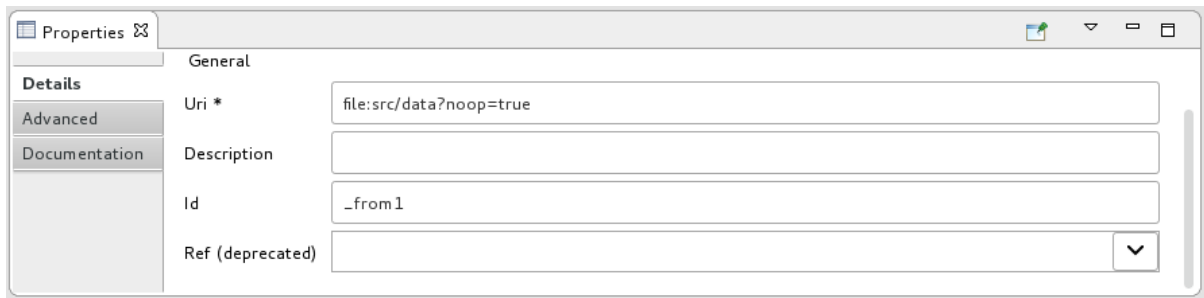 Properties
General
Details
Uri *
file:src/data?noop=true
Advanced
Documentation
Description
Id
_from1
Ref (deprecated)